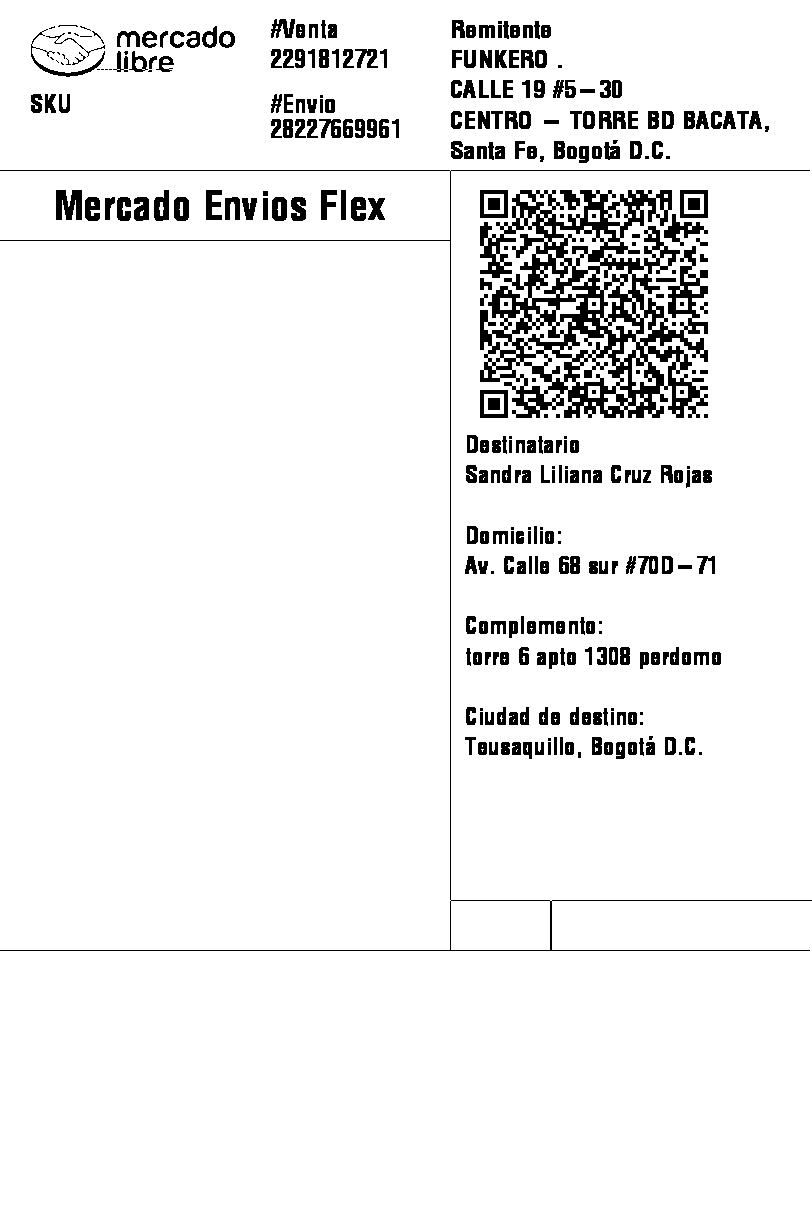 mercado
libre
SKU
#Venta
2291812721
#Envio
28227669961
Remitente
FUNKERO .
CALLE 19 #5-30
CENTRO - TORRE BD BACATA,
Santa Fe, Bogotá D.C.
Mercado Envios Flex
Destinatario
Sandra Liliana Cruz Rojas
Domicilio:
Av. Calle 68 sur #70D-71
Complemento:
torre 6 apto 1308 perdomo
Ciudad de destino:
Teusaquillo, Bogotá D.C.